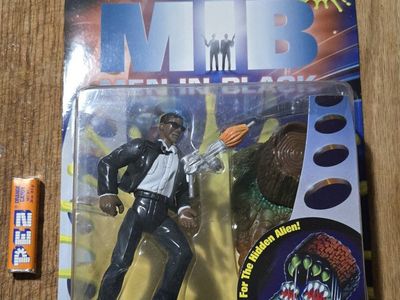 MIB
MEN IN BLACK
For The Hidden Alien!
PEZ